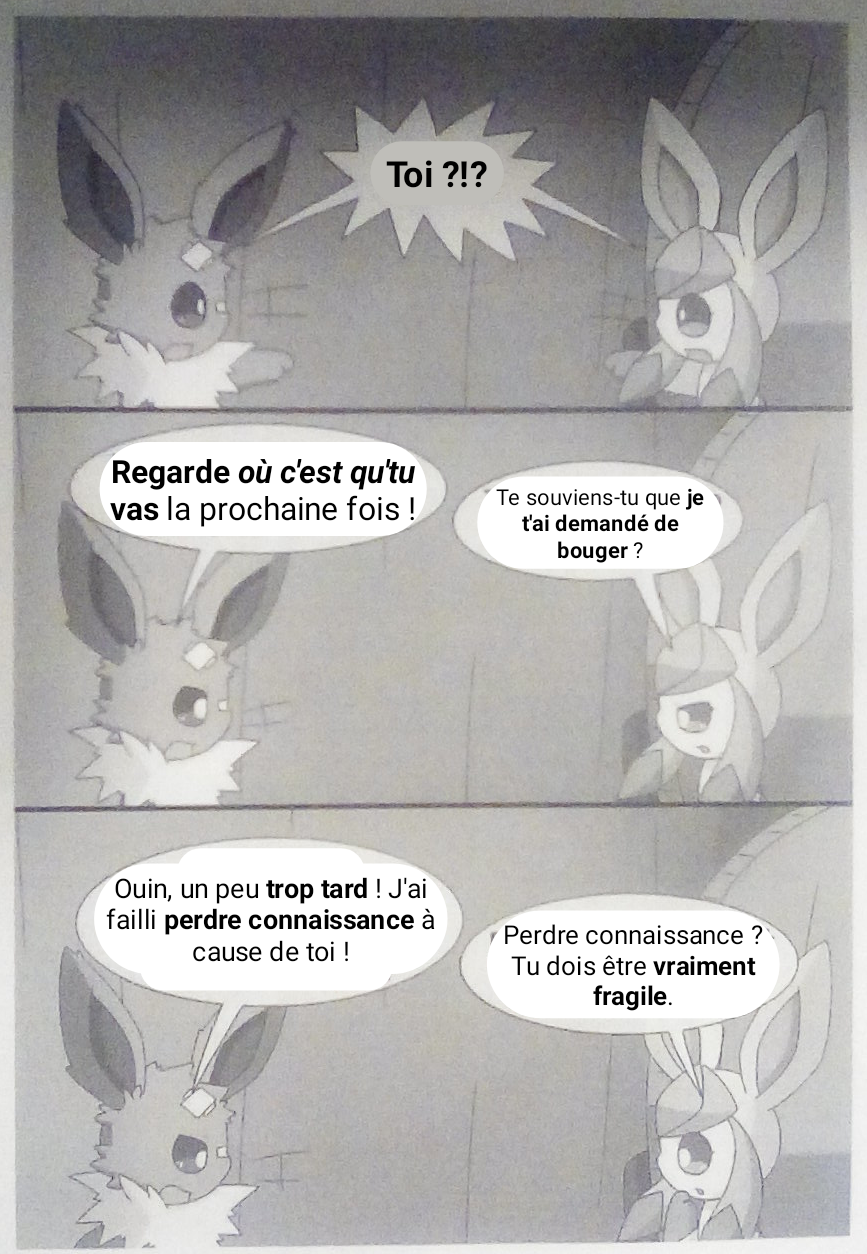 Toi ?!?
Regarde où c'est qu'tu
vas la prochaine fois !
Te souviens-tu que je
t'ai demandé de
bouger ?
Ouin, un peu trop tard ! J'ai
failli perdre connaissance à
cause de toi !
Perdre connaissance ?
Tu dois être vraiment
fragile.